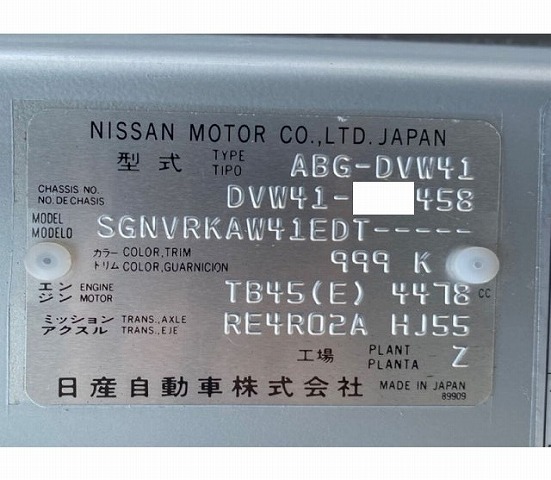 NISSAN MOTOR CO.,LTD. JAPAN
型式 TYPE TIPO ABG-DVW41
CHASSIS NO. NO. DE CHASIS DVW41- 458
MODEL MODELO SGNVRKAW41EDT-----
カラー COLOR,TRIM
トリム COLOR,GUARNICION 999 K
エンジン ENGINE MOTOR TB45(E) 4478 CC
ミッション TRANS.,AXLE
アクスル TRANS.,EJE RE4R02A HJ55
工場 PLANT PLANTA Z
日産自動車株式会社 MADE IN JAPAN
89909